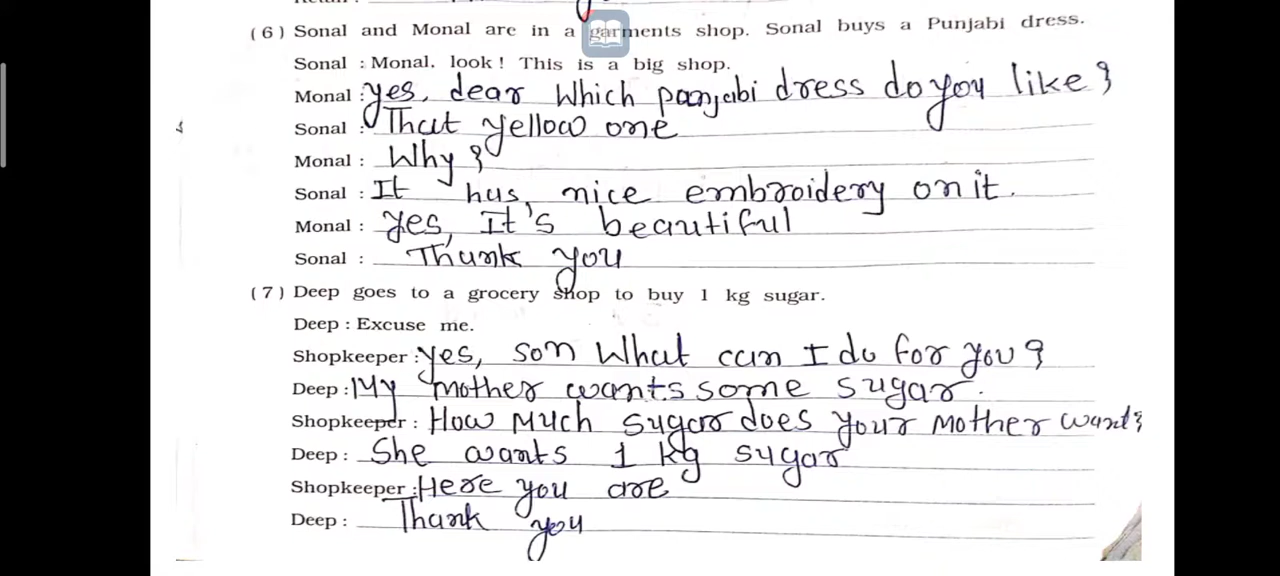 (6) Sonal and Monal are in a garments shop. Sonal buys a Punjabi dress.
Sonal : Monal, look! This is a big shop.
Monal : yes, dear Which panjabi dress do you like?
Sonal : That yellow one
Monal : Why?
Sonal : It has, nice embroidery on it.
Monal : yes, It's beautiful
Sonal : Thank you
(7) Deep goes to a grocery shop to buy 1 kg sugar.
Deep : Excuse me.
Shopkeeper : yes, son What can I do for you?
Deep : My mother wants some sugar.
Shopkeeper : How Much sugar does your mother want?
Deep : She wants 1 kg sugar
Shopkeeper : Here you are
Deep : Thank you